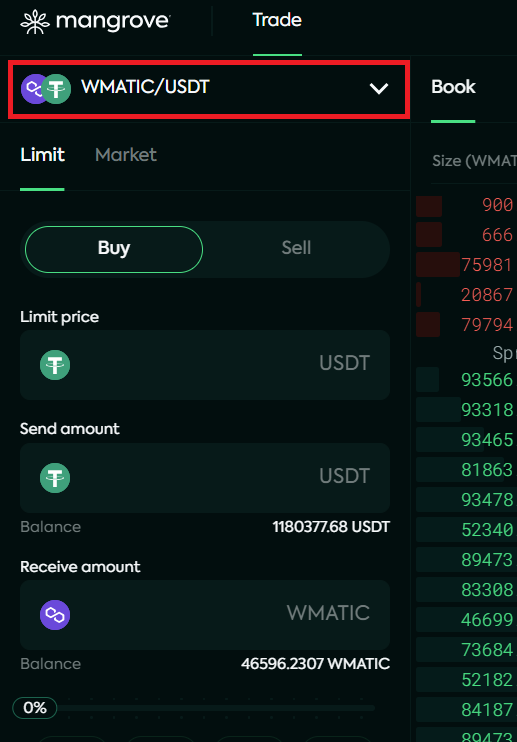 mangrove
Trade
WMATIC/USDT
Book
Limit
Market
Size (WMAT
Buy
Sell
900
666
75981
20867
79794
Limit price
USDT
Spr
93566
93318
93465
81863
93478
52340
89473
83308
46699
73684
52182
84187
89473
Send amount
USDT
Balance
1180377.68 USDT
Receive amount
WMATIC
Balance
46596.2307 WMATIC
0%